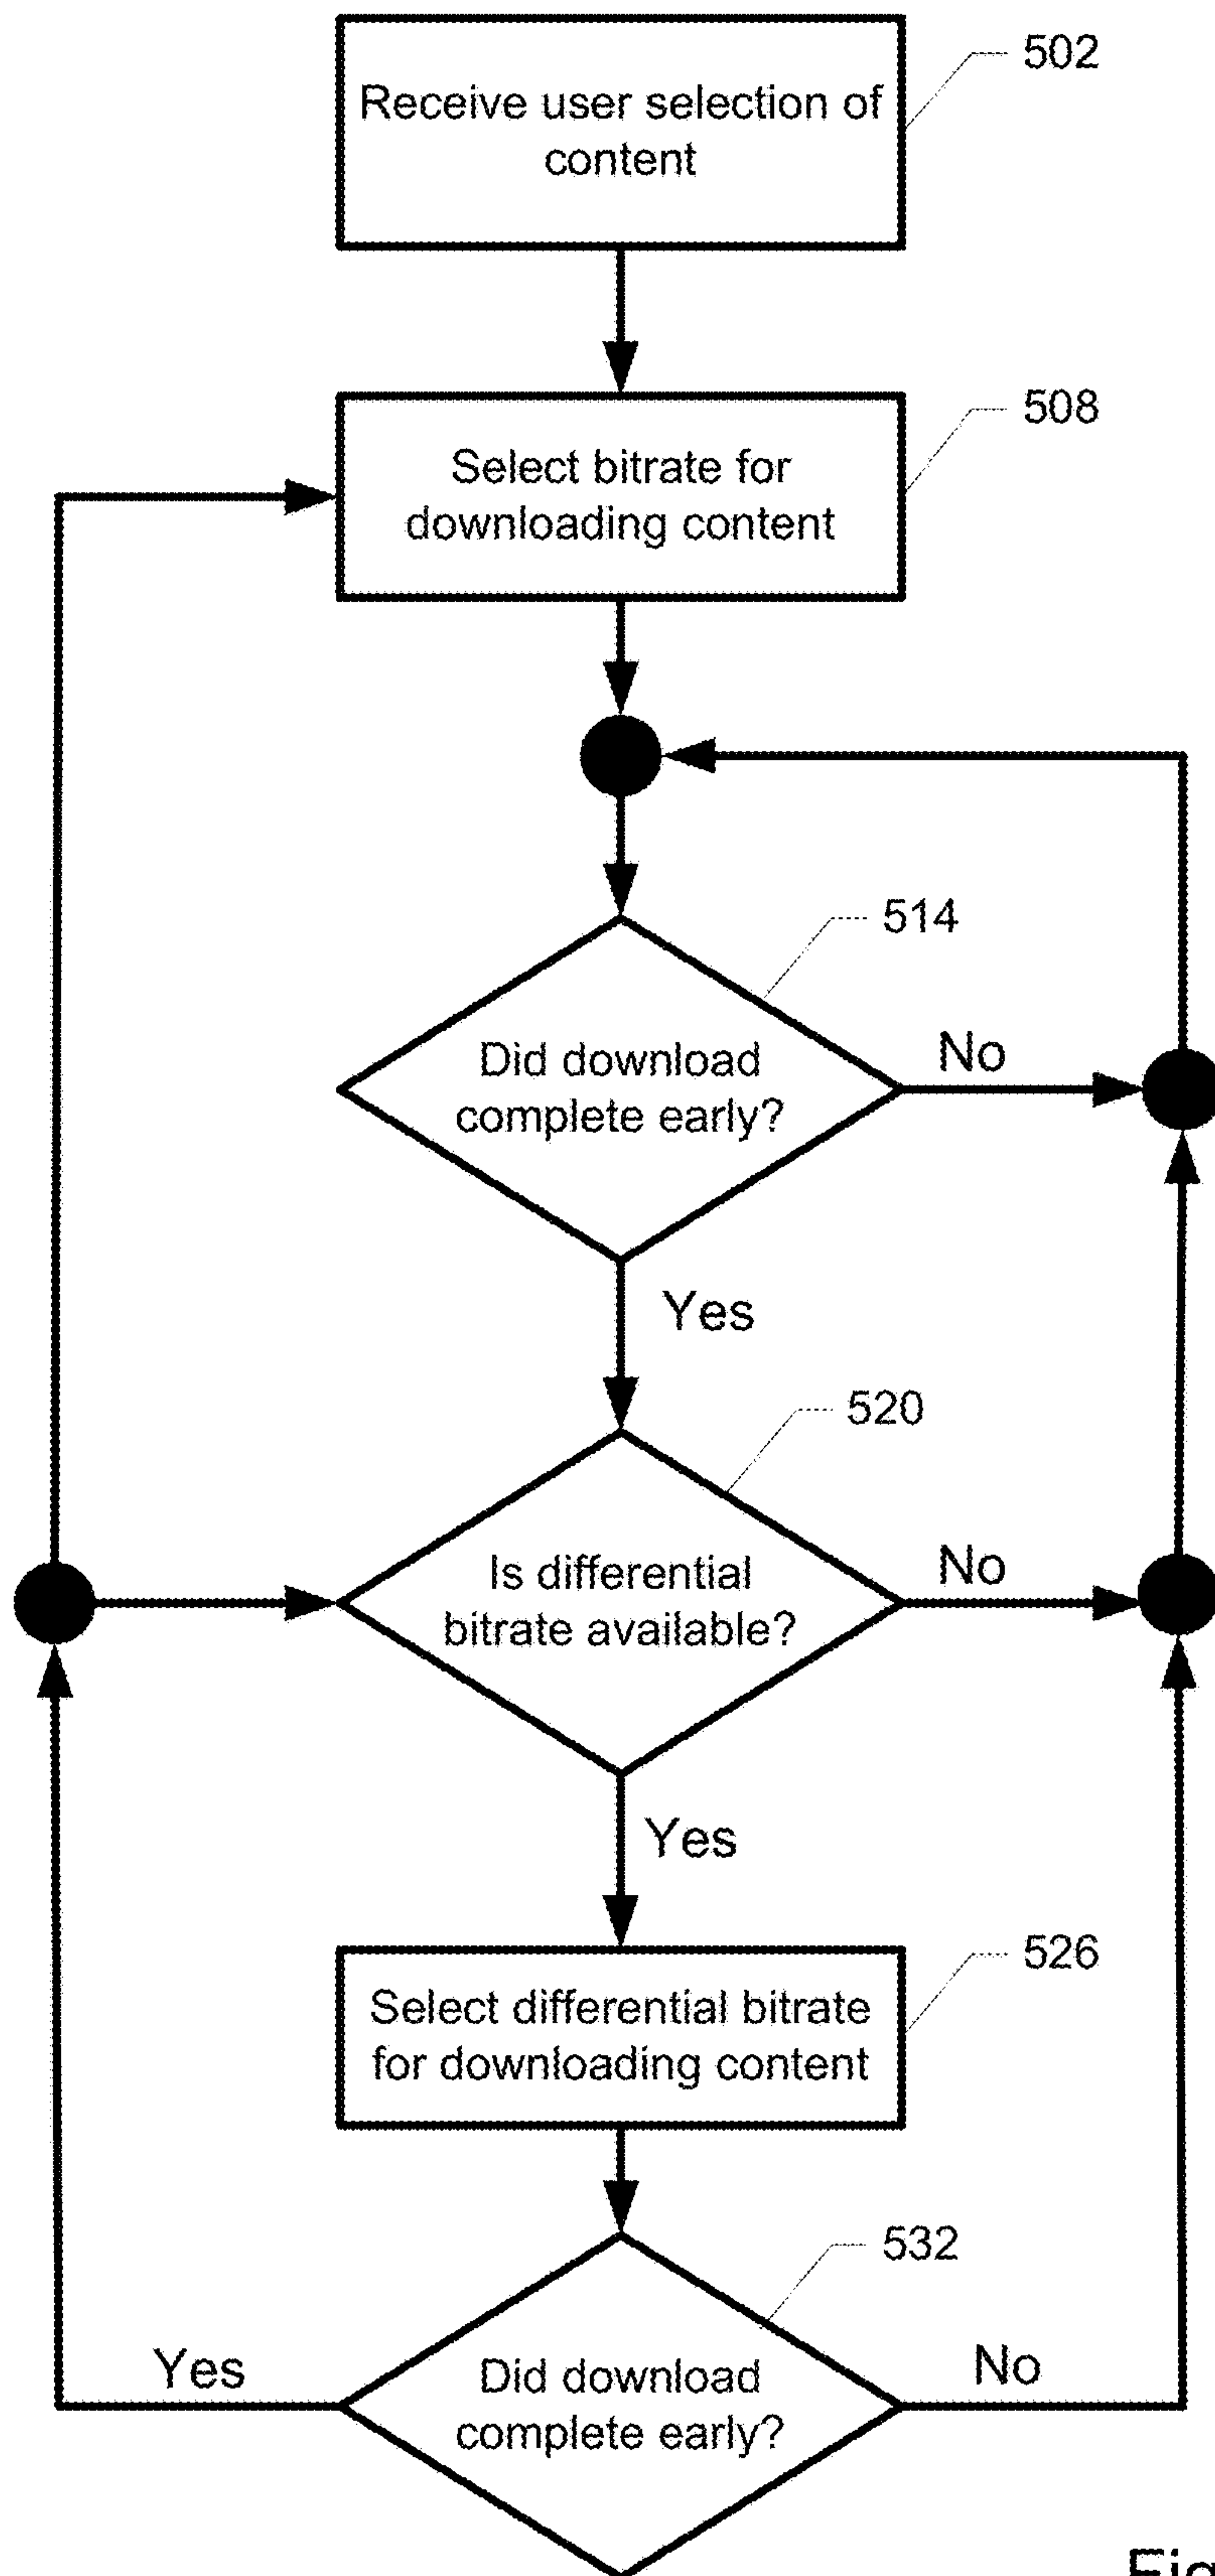 502
Receive user selection of
content
508
Select bitrate for
downloading content
514
Did download
complete early?
No
Yes
520
Is differential
bitrate available?
No
Yes
526
Select differential bitrate
for downloading content
532
Did download
complete early?
Yes
No